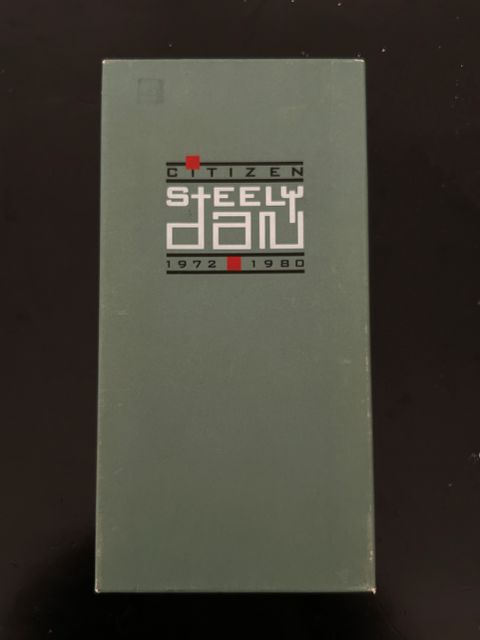 CiTIZEN
STEELY
dan
1972 1980